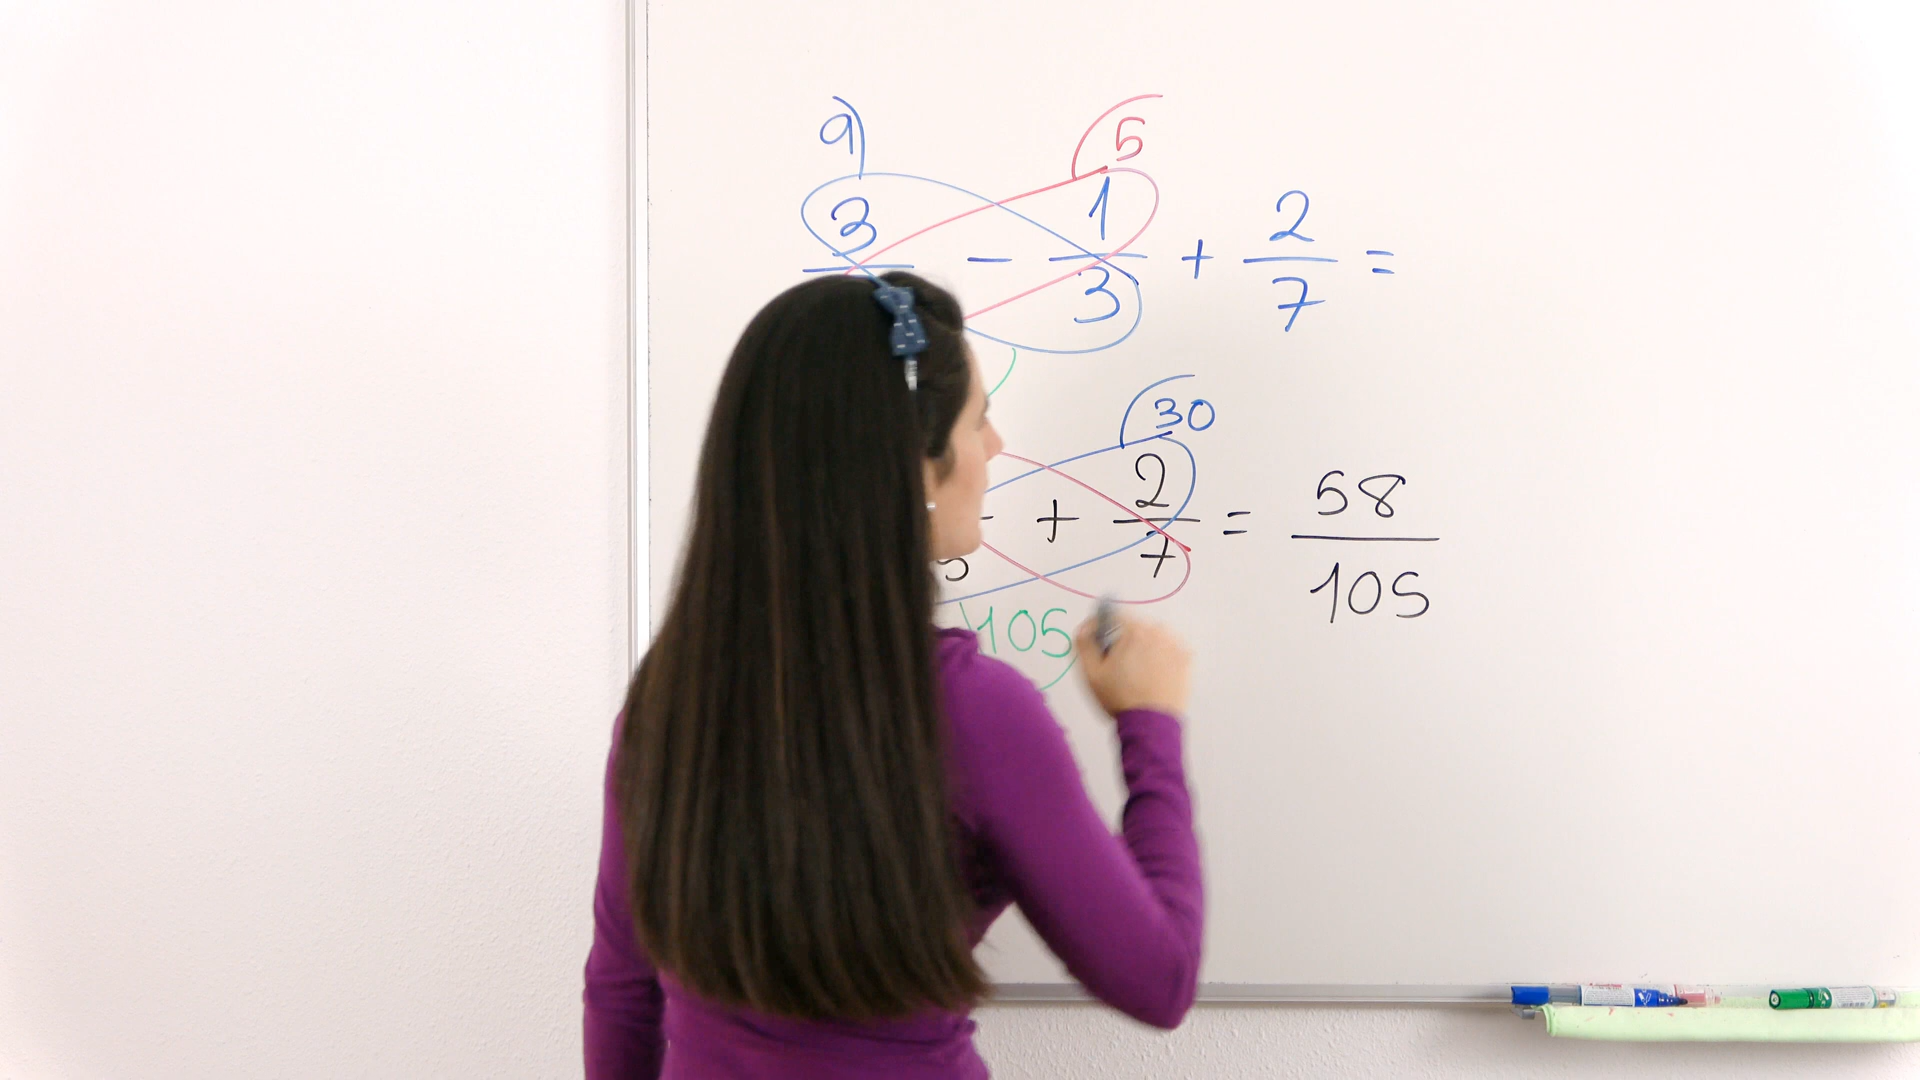 9 5
3 - 1 + 2 =
3 7
30
+ 2 = 58
7 105
105